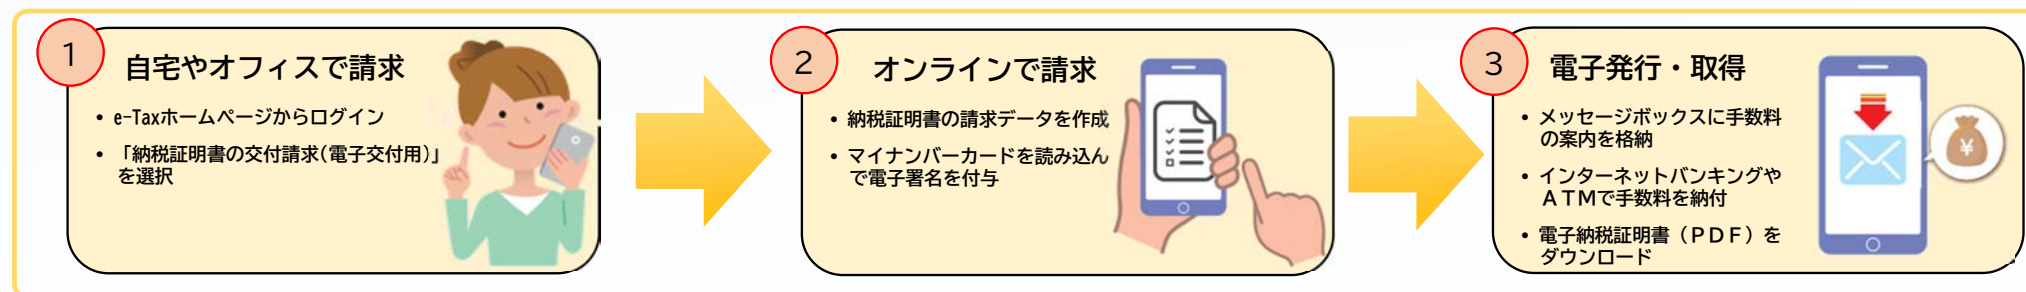 1
自宅やオフィスで請求
• e-Taxホームページからログイン
• 「納税証明書の交付請求(電子交付用)」
を選択
2
オンラインで請求
• 納税証明書の請求データを作成
• マイナンバーカードを読み込ん
で電子署名を付与
3
電子発行・取得
• メッセージボックスに手数料
の案内を格納
• インターネットバンキングや
ATMで手数料を納付
• 電子納税証明書(PDF)を
ダウンロード
¥